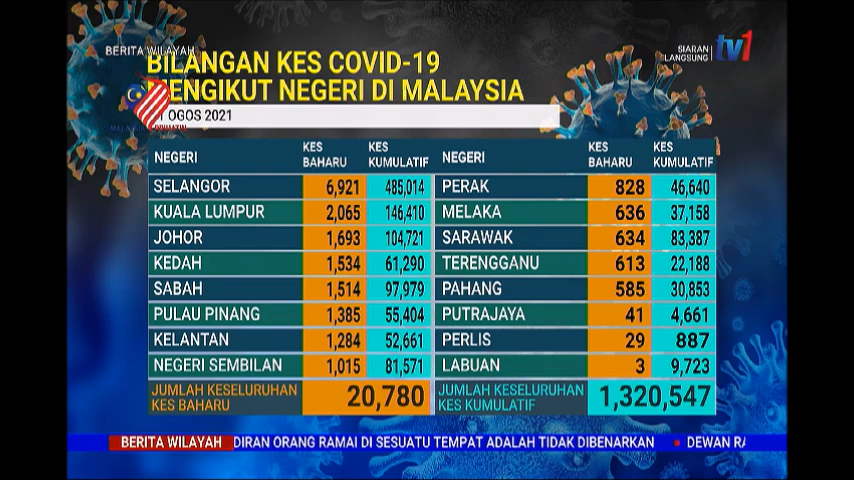 BERITA WILAYAH
SIARAN LANGSUNG tv1
BILANGAN KES COVID-19
MENGIKUT NEGERI DI MALAYSIA
OGOS 2021
MALAYSIA
NEGERI KES BAHARU KES KUMULATIF NEGERI KES BAHARU KES KUMULATIF
SELANGOR 6,921 485,014 PERAK 828 46,640
KUALA LUMPUR 2,065 146,410 MELAKA 636 37,158
JOHOR 1,693 104,721 SARAWAK 634 83,387
KEDAH 1,534 61,290 TERENGGANU 613 22,188
SABAH 1,514 97,979 PAHANG 585 30,853
PULAU PINANG 1,385 55,404 PUTRAJAYA 41 4,661
KELANTAN 1,284 52,661 PERLIS 29 887
NEGERI SEMBILAN 1,015 81,571 LABUAN 3 9,723
JUMLAH KESELURUHAN KES BAHARU 20,780 JUMLAH KESELURUHAN KES KUMULATIF 1,320,547
BERITA WILAYAH DIRAN ORANG RAMAI DI SESUATU TEMPAT ADALAH TIDAK DIBENARKAN • DEWAN RA